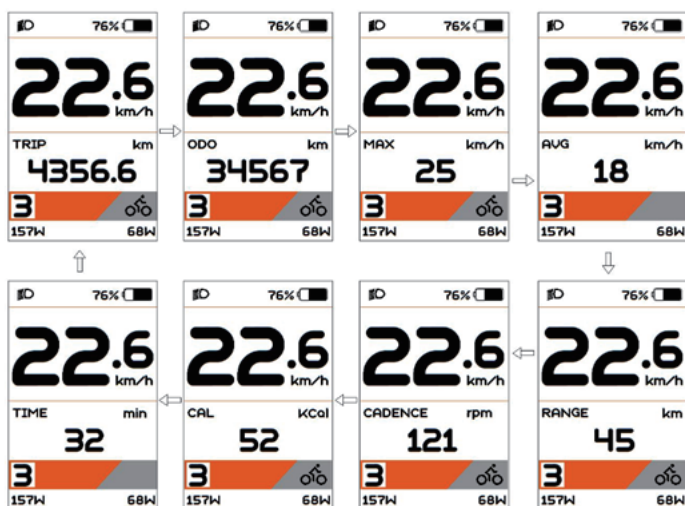 76%
22.6
km/h
TRIP km
4356.6
3
157W 68W
76%
22.6
km/h
ODO km
34567
3
157W 68W
76%
22.6
km/h
MAX km/h
25
3
157W 68W
76%
22.6
km/h
AVG km/h
18
3
157W 68W
76%
22.6
km/h
TIME min
32
3
157W 68W
76%
22.6
km/h
CAL KCal
52
3
157W 68W
76%
22.6
km/h
CADENCE rpm
121
3
157W 68W
76%
22.6
km/h
RANGE km
45
3
157W 68W